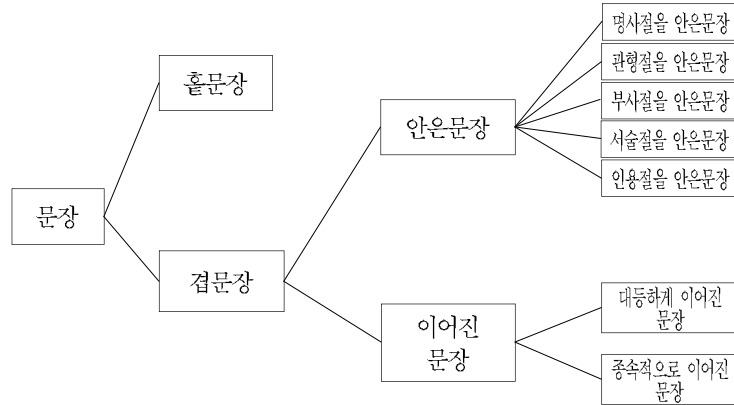 명사절을 안은문장
홑문장
관형절을 안은문장
부사절을 안은문장
안은문장
서술절을 안은문장
인용절을 안은문장
문장
겹문장
대등하게 이어진
문장
이어진
문장
종속적으로 이어진
문장